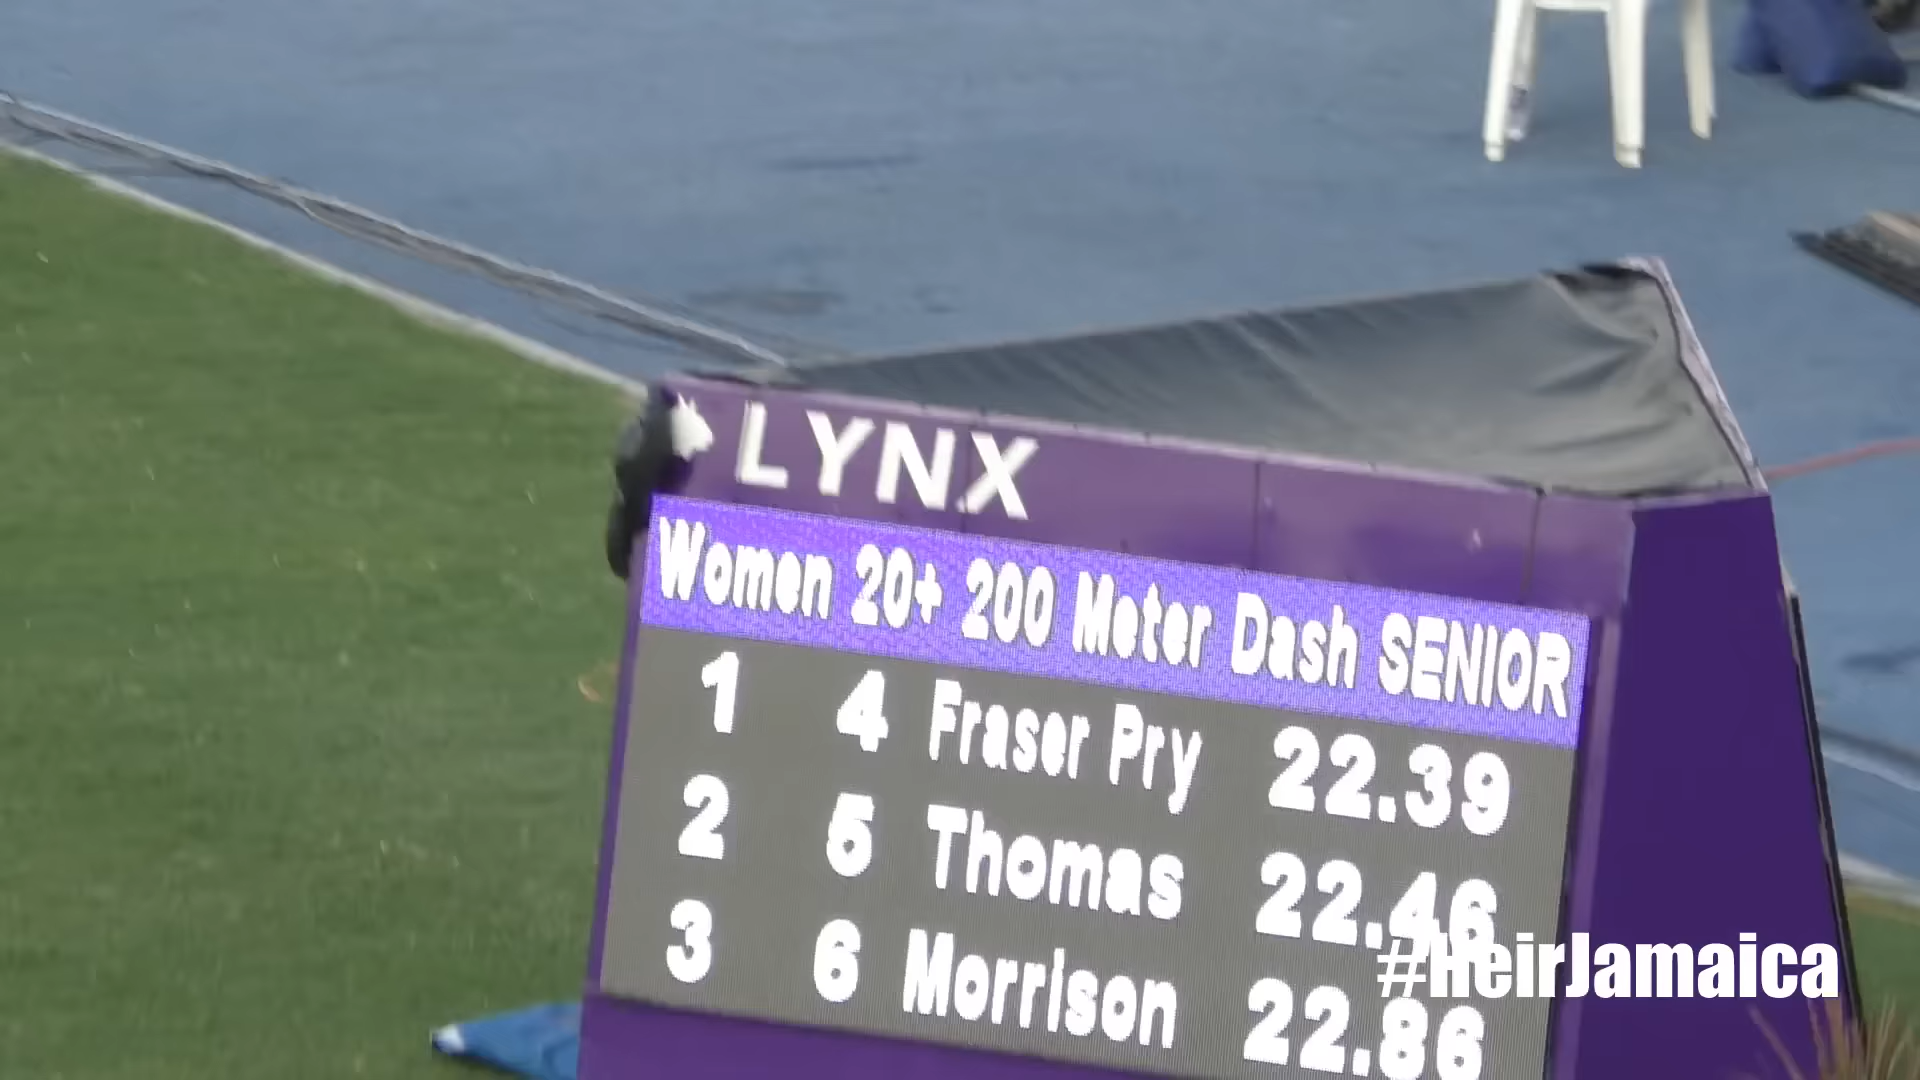 LYNX
Women 20+ 200 Meter Dash SENIOR
1 4 Fraser Pry 22.39
2 5 Thomas 22.46
3 6 Morrison 22.86
#HeirJamaica